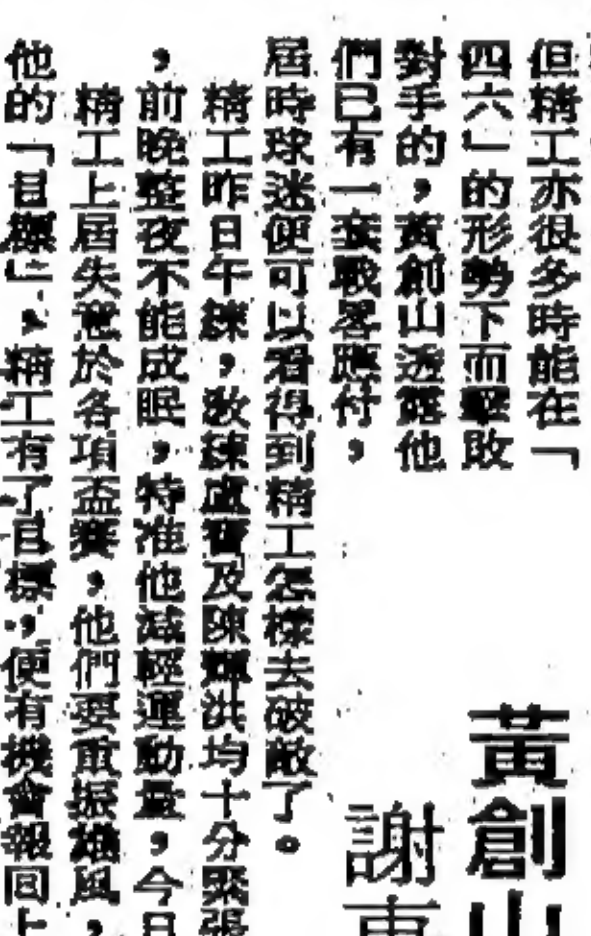 但精工亦很多時能在「
四六」的形勢下而擊敗
對手的，黃創山透露他
們已有一套戰畧應付，
屆時球迷便可以看得到精工怎樣去破敵了。
精工昨日午練，教練盧寶及陳輝洪均十分緊張
，前晚整夜不能成眠，特准他減輕運動量，今日
精工上屆失意於各項盃賽，他們要重振雄風，
他的「目標」，精工有了目標，便有機會報回上
黃創山
謝東